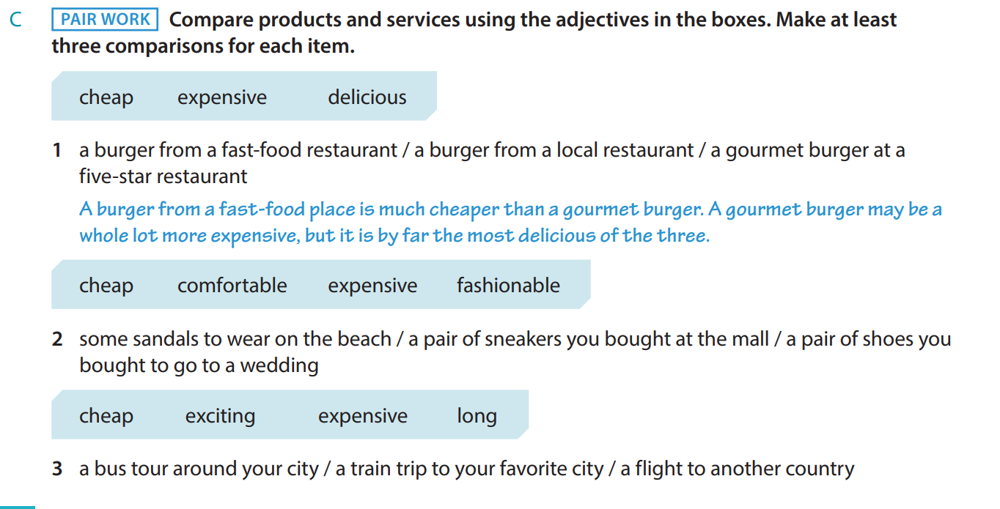 C PAIR WORK Compare products and services using the adjectives in the boxes. Make at least
three comparisons for each item.
cheap expensive delicious
1 a burger from a fast-food restaurant / a burger from a local restaurant / a gourmet burger at a
five-star restaurant
A burger from a fast-food place is much cheaper than a gourmet burger. A gourmet burger may be a
whole lot more expensive, but it is by far the most delicious of the three.
cheap comfortable expensive fashionable
2 some sandals to wear on the beach / a pair of sneakers you bought at the mall / a pair of shoes you
bought to go to a wedding
cheap exciting expensive long
3 a bus tour around your city / a train trip to your favorite city / a flight to another country